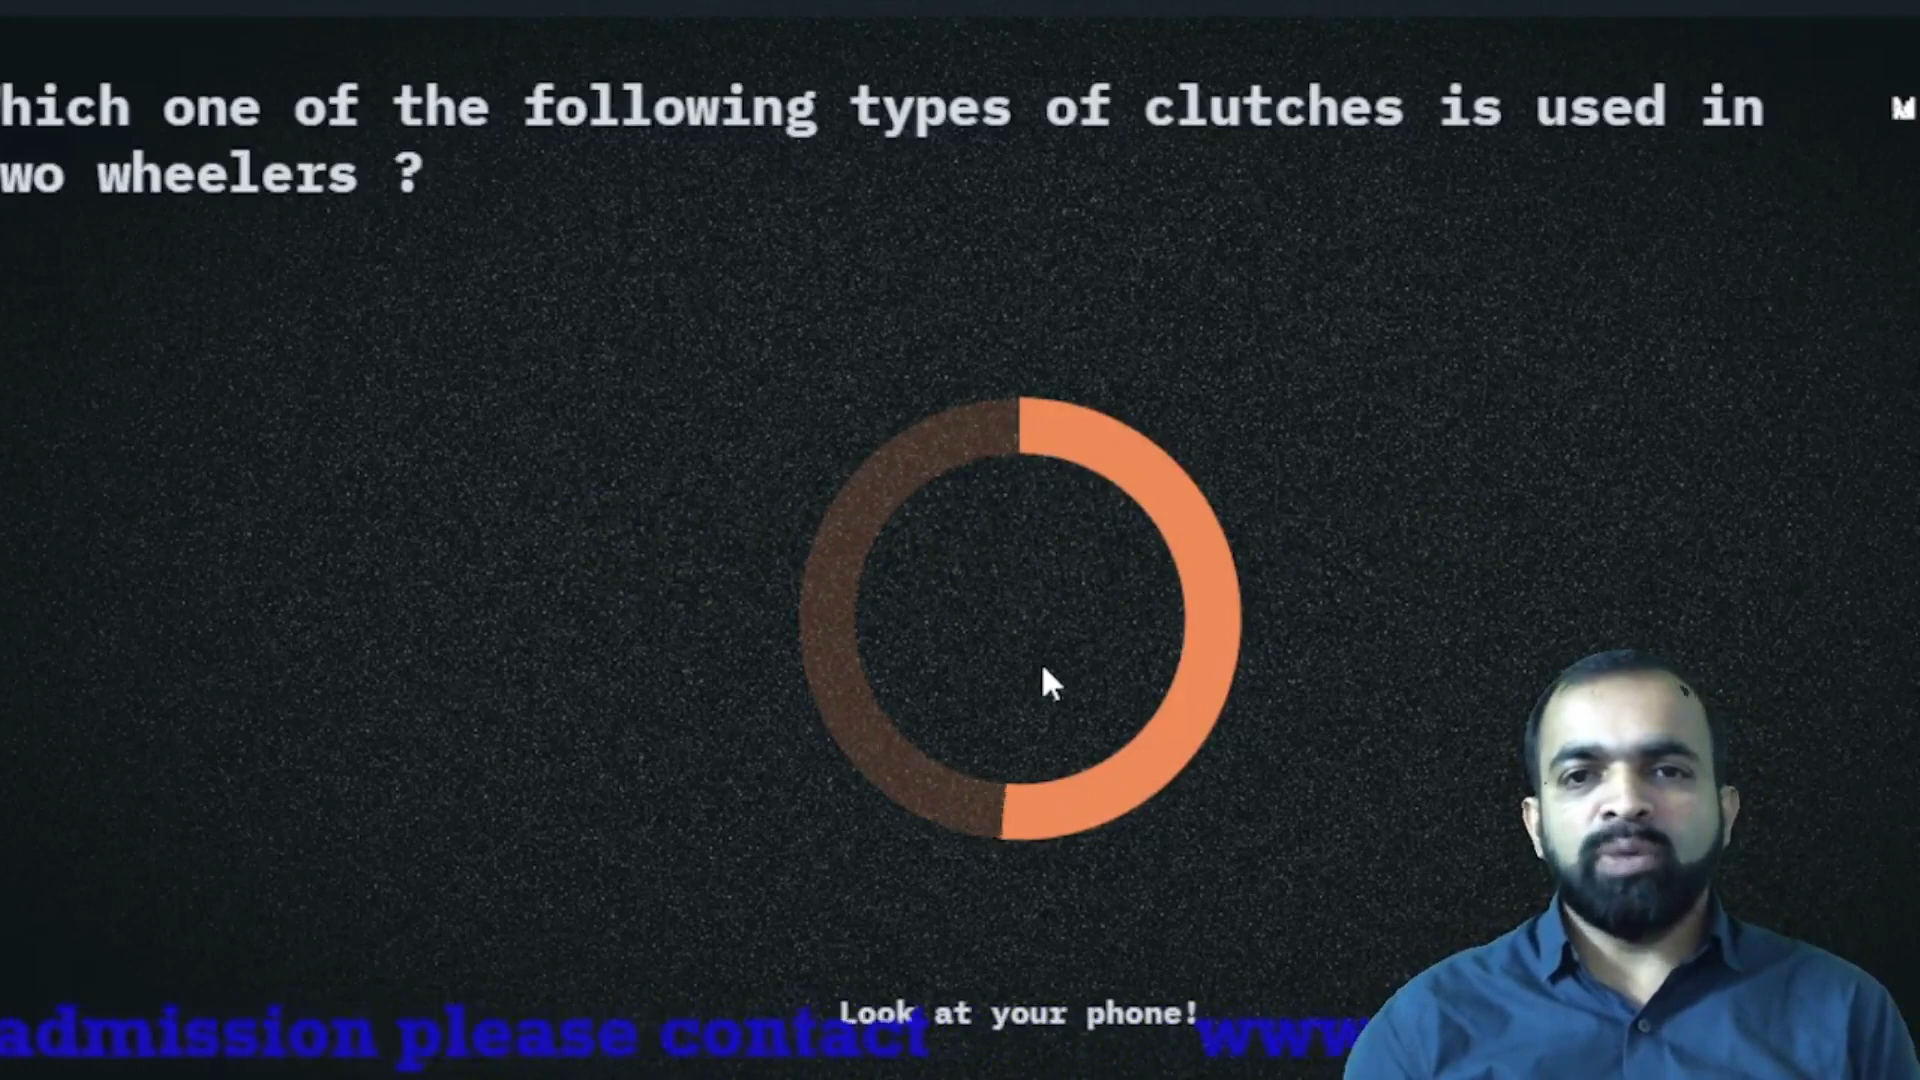 hich one of the following types of clutches is used in
wo wheelers ?
Look at your phone!
admission please contact www